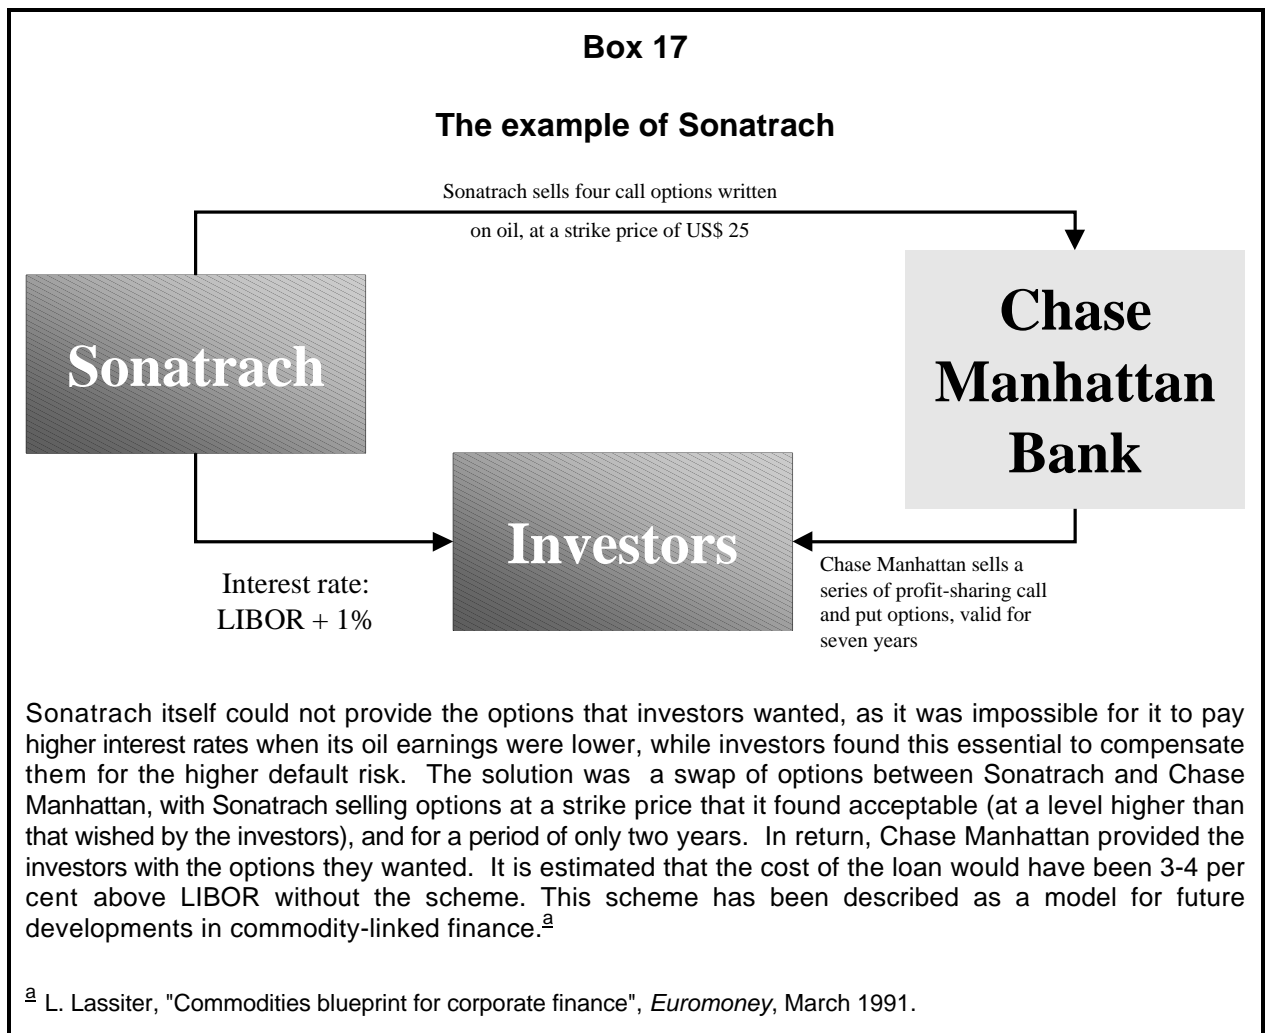 Box 17
The example of Sonatrach
Sonatrach sells four call options written
on oil, at a strike price of US$ 25
Sonatrach
Chase
Manhattan
Bank
Investors
Interest rate:
LIBOR + 1%
Chase Manhattan sells a
series of profit-sharing call
and put options, valid for
seven years
Sonatrach itself could not provide the options that investors wanted, as it was impossible for it to pay
higher interest rates when its oil earnings were lower, while investors found this essential to compensate
them for the higher default risk. The solution was a swap of options between Sonatrach and Chase
Manhattan, with Sonatrach selling options at a strike price that it found acceptable (at a level higher than
that wished by the investors), and for a period of only two years. In return, Chase Manhattan provided the
investors with the options they wanted. It is estimated that the cost of the loan would have been 3-4 per
cent above LIBOR without the scheme. This scheme has been described as a model for future
developments in commodity-linked finance.a
a L. Lassiter, "Commodities blueprint for corporate finance", Euromoney, March 1991.